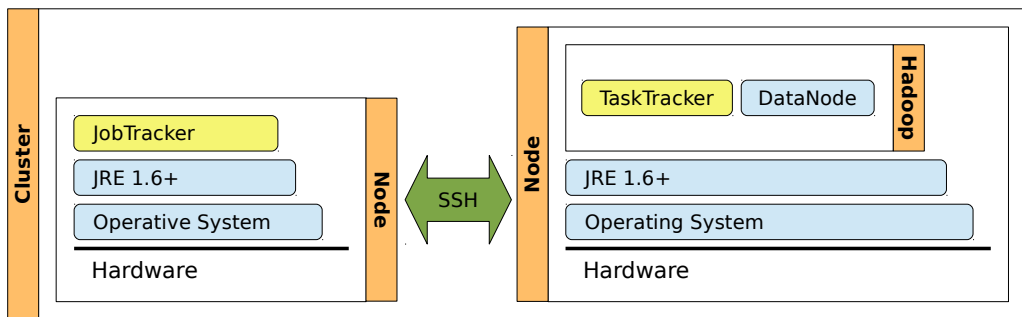 Cluster
JobTracker
JRE 1.6+
Operative System
Hardware
Node
SSH
Node
TaskTracker
DataNode
Hadoop
JRE 1.6+
Operating System
Hardware